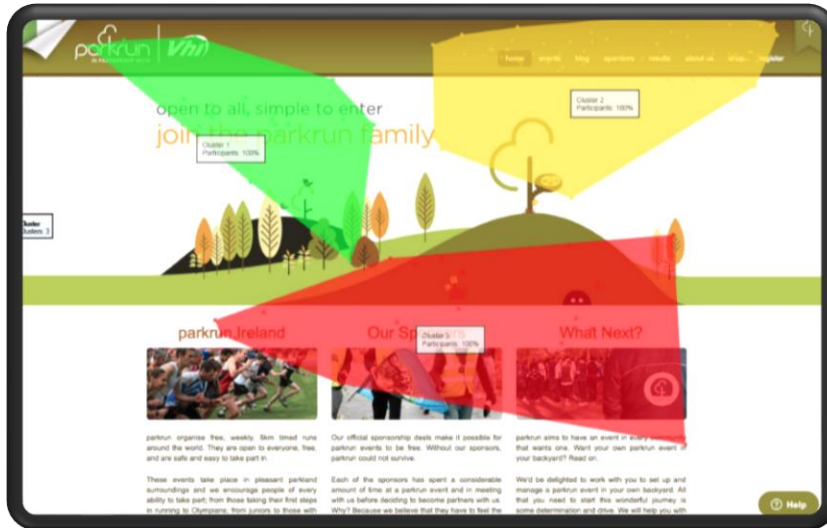 parkrun
Vhi
home events blog sponsors results about us shop register
open to all, simple to enter
join the parkrun family
Cluster 1
Participants: 100%
Cluster 2
Participants: 100%
Cluster
Clusters: 3
parkrun Ireland
Our Sponsors
What Next?
Cluster 3
Participants: 100%
parkrun organise free, weekly, 5km timed runs
around the world. They are open to everyone, free,
and are safe and easy to take part in.
These events take place in pleasant parkland
surroundings and we encourage people of every
ability to take part; from those taking their first steps
in running to Olympians, from juniors to those with
Our official sponsorship deals make it possible for
parkrun events to be free. Without our sponsors,
parkrun could not survive.
Each of the sponsors has spent a considerable
amount of time at a parkrun event and in meeting
with us before deciding to become partners with us.
Why? Because we believe that they have to feel the
parkrun aims to have an event in every community
that wants one. Want your own parkrun event in
your backyard? Read on.
We'd be delighted to work with you to set up and
manage a parkrun event in your own backyard. All
that you need to start this wonderful journey is
some determination and drive. We will help you with
Help